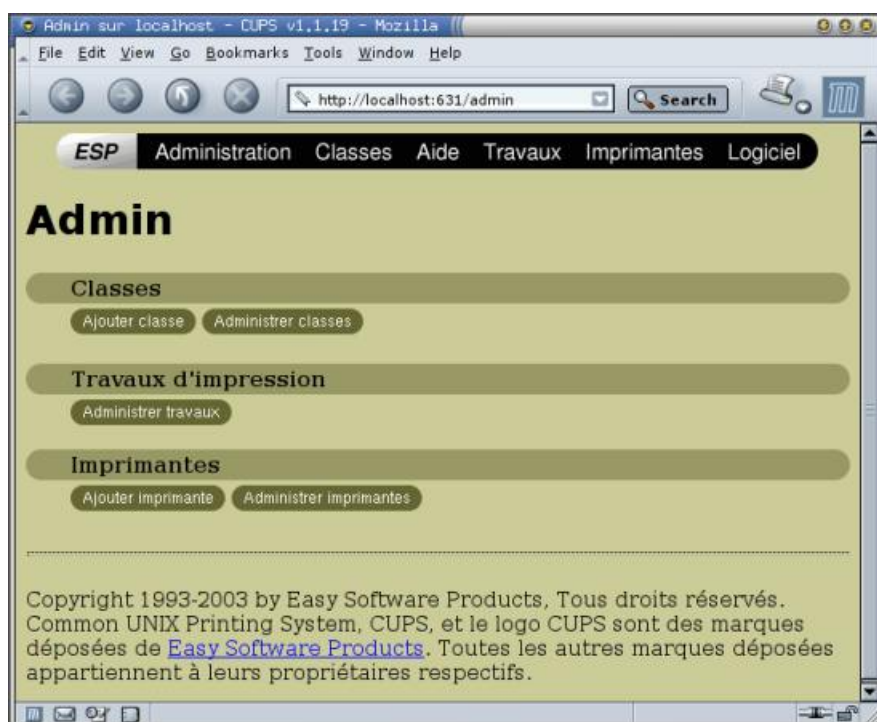 Admin sur localhost - CUPS v1.1.19 - Mozilla
File Edit View Go Bookmarks Tools Window Help
http://localhost:631/admin Search
ESP Administration Classes Aide Travaux Imprimantes Logiciel
Admin
Classes
Ajouter classe Administrer classes
Travaux d'impression
Administrer travaux
Imprimantes
Ajouter imprimante Administrer imprimantes
Copyright 1993-2003 by Easy Software Products, Tous droits réservés.
Common UNIX Printing System, CUPS, et le logo CUPS sont des marques
déposées de Easy Software Products. Toutes les autres marques déposées
appartiennent à leurs propriétaires respectifs.